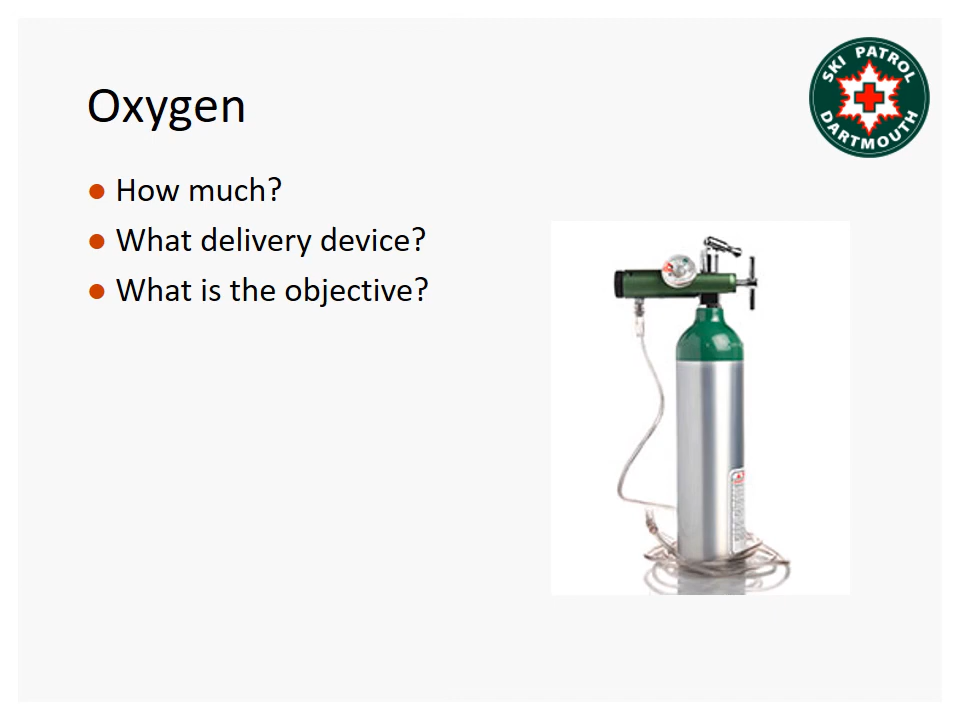 SKI PATROL
DARTMOUTH
Oxygen
How much?
What delivery device?
What is the objective?